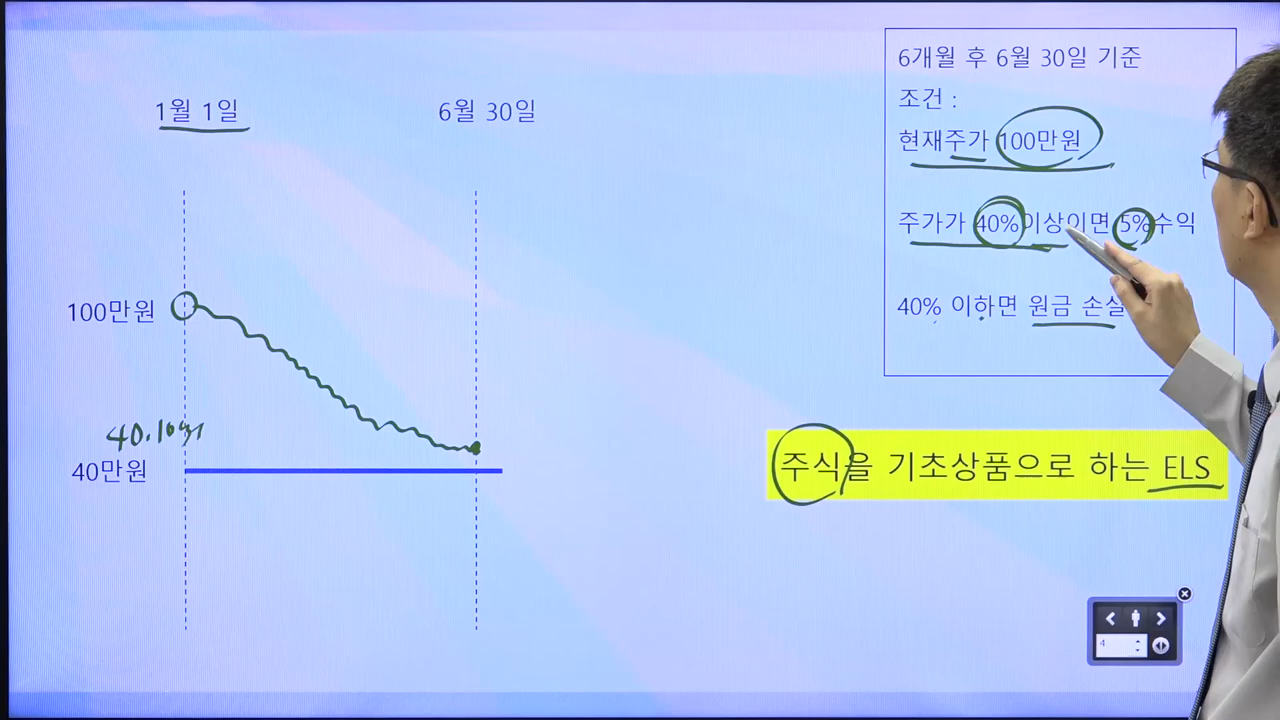 1월 1일
6월 30일
100만원
40.10%
40만원
6개월 후 6월 30일 기준
조건 :
현재주가 100만원
주가가 40%이상이면 5%수익
40% 이하면 원금 손실
주식을 기초상품으로 하는 ELS
4